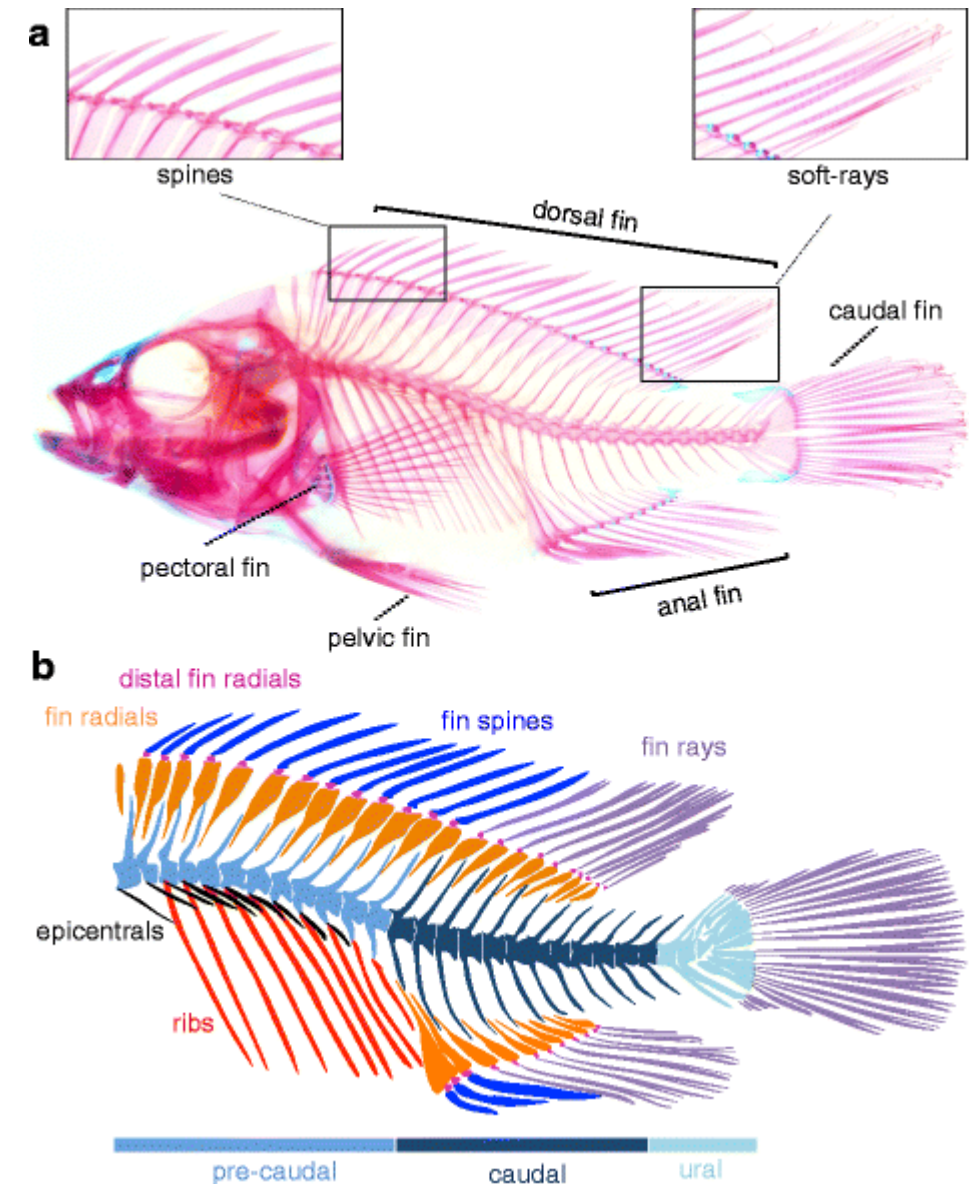 a
spines
soft-rays
dorsal fin
caudal fin
pectoral fin
anal fin
pelvic fin
b
distal fin radials
fin radials
fin spines
fin rays
epicentrals
ribs
pre-caudal
caudal
ural